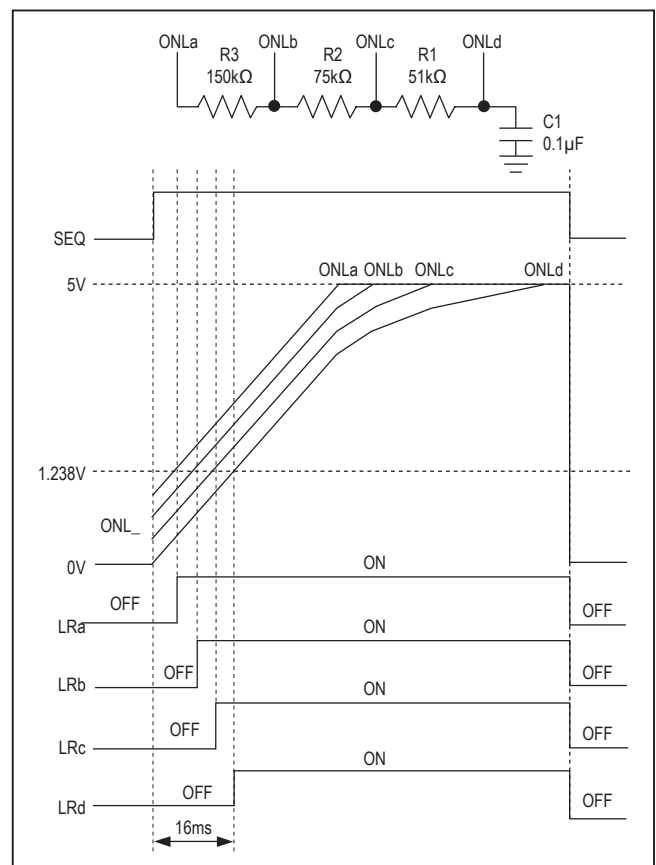 ONLa ONLb ONLc ONLd
R3 R2 R1
150kΩ 75kΩ 51kΩ
C1
0.1µF
SEQ
5V
ONLa ONLb ONLc ONLd
1.238V
ONL_
0V
ON
OFF
OFF
LRa
ON
OFF
OFF
LRb
ON
OFF
OFF
LRc
ON
OFF
OFF
LRd
16ms